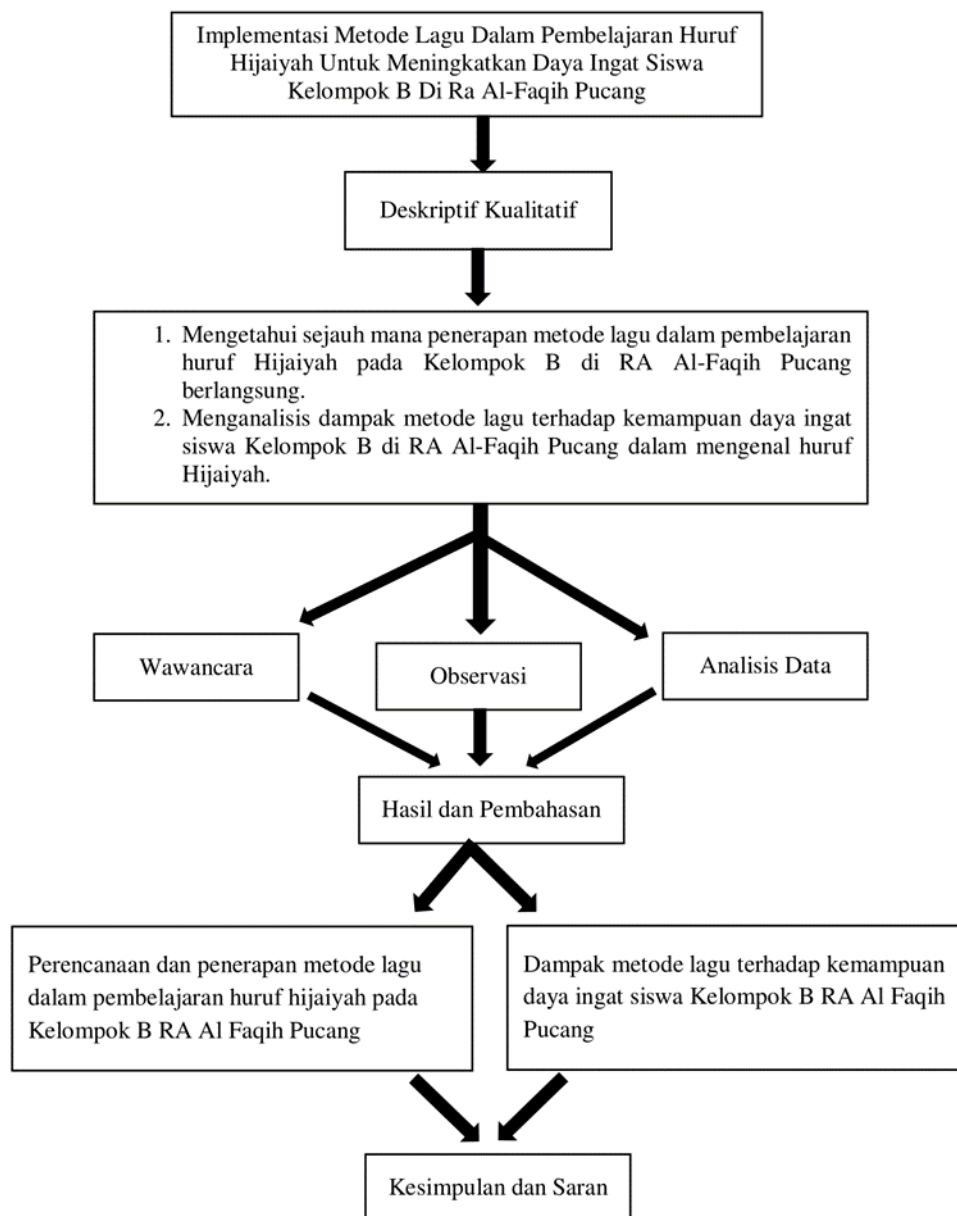 Implementasi Metode Lagu Dalam Pembelajaran Huruf
Hijaiyah Untuk Meningkatkan Daya Ingat Siswa
Kelompok B Di Ra Al-Faqih Pucang
Deskriptif Kualitatif
1. Mengetahui sejauh mana penerapan metode lagu dalam pembelajaran
huruf Hijaiyah pada Kelompok B di RA Al-Faqih Pucang
berlangsung.
2. Menganalisis dampak metode lagu terhadap kemampuan daya ingat
siswa Kelompok B di RA Al-Faqih Pucang dalam mengenal huruf
Hijaiyah.
Wawancara
Observasi
Analisis Data
Hasil dan Pembahasan
Perencanaan dan penerapan metode lagu
dalam pembelajaran huruf hijaiyah pada
Kelompok B RA Al Faqih Pucang
Dampak metode lagu terhadap kemampuan
daya ingat siswa Kelompok B RA Al Faqih
Pucang
Kesimpulan dan Saran